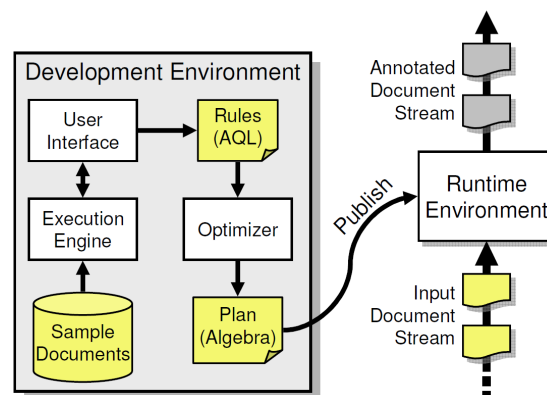 Development Environment
User
Interface
Rules
(AQL)
Execution
Engine
Optimizer
Sample
Documents
Plan
(Algebra)
Publish
Annotated
Document
Stream
Runtime
Environment
Input
Document
Stream